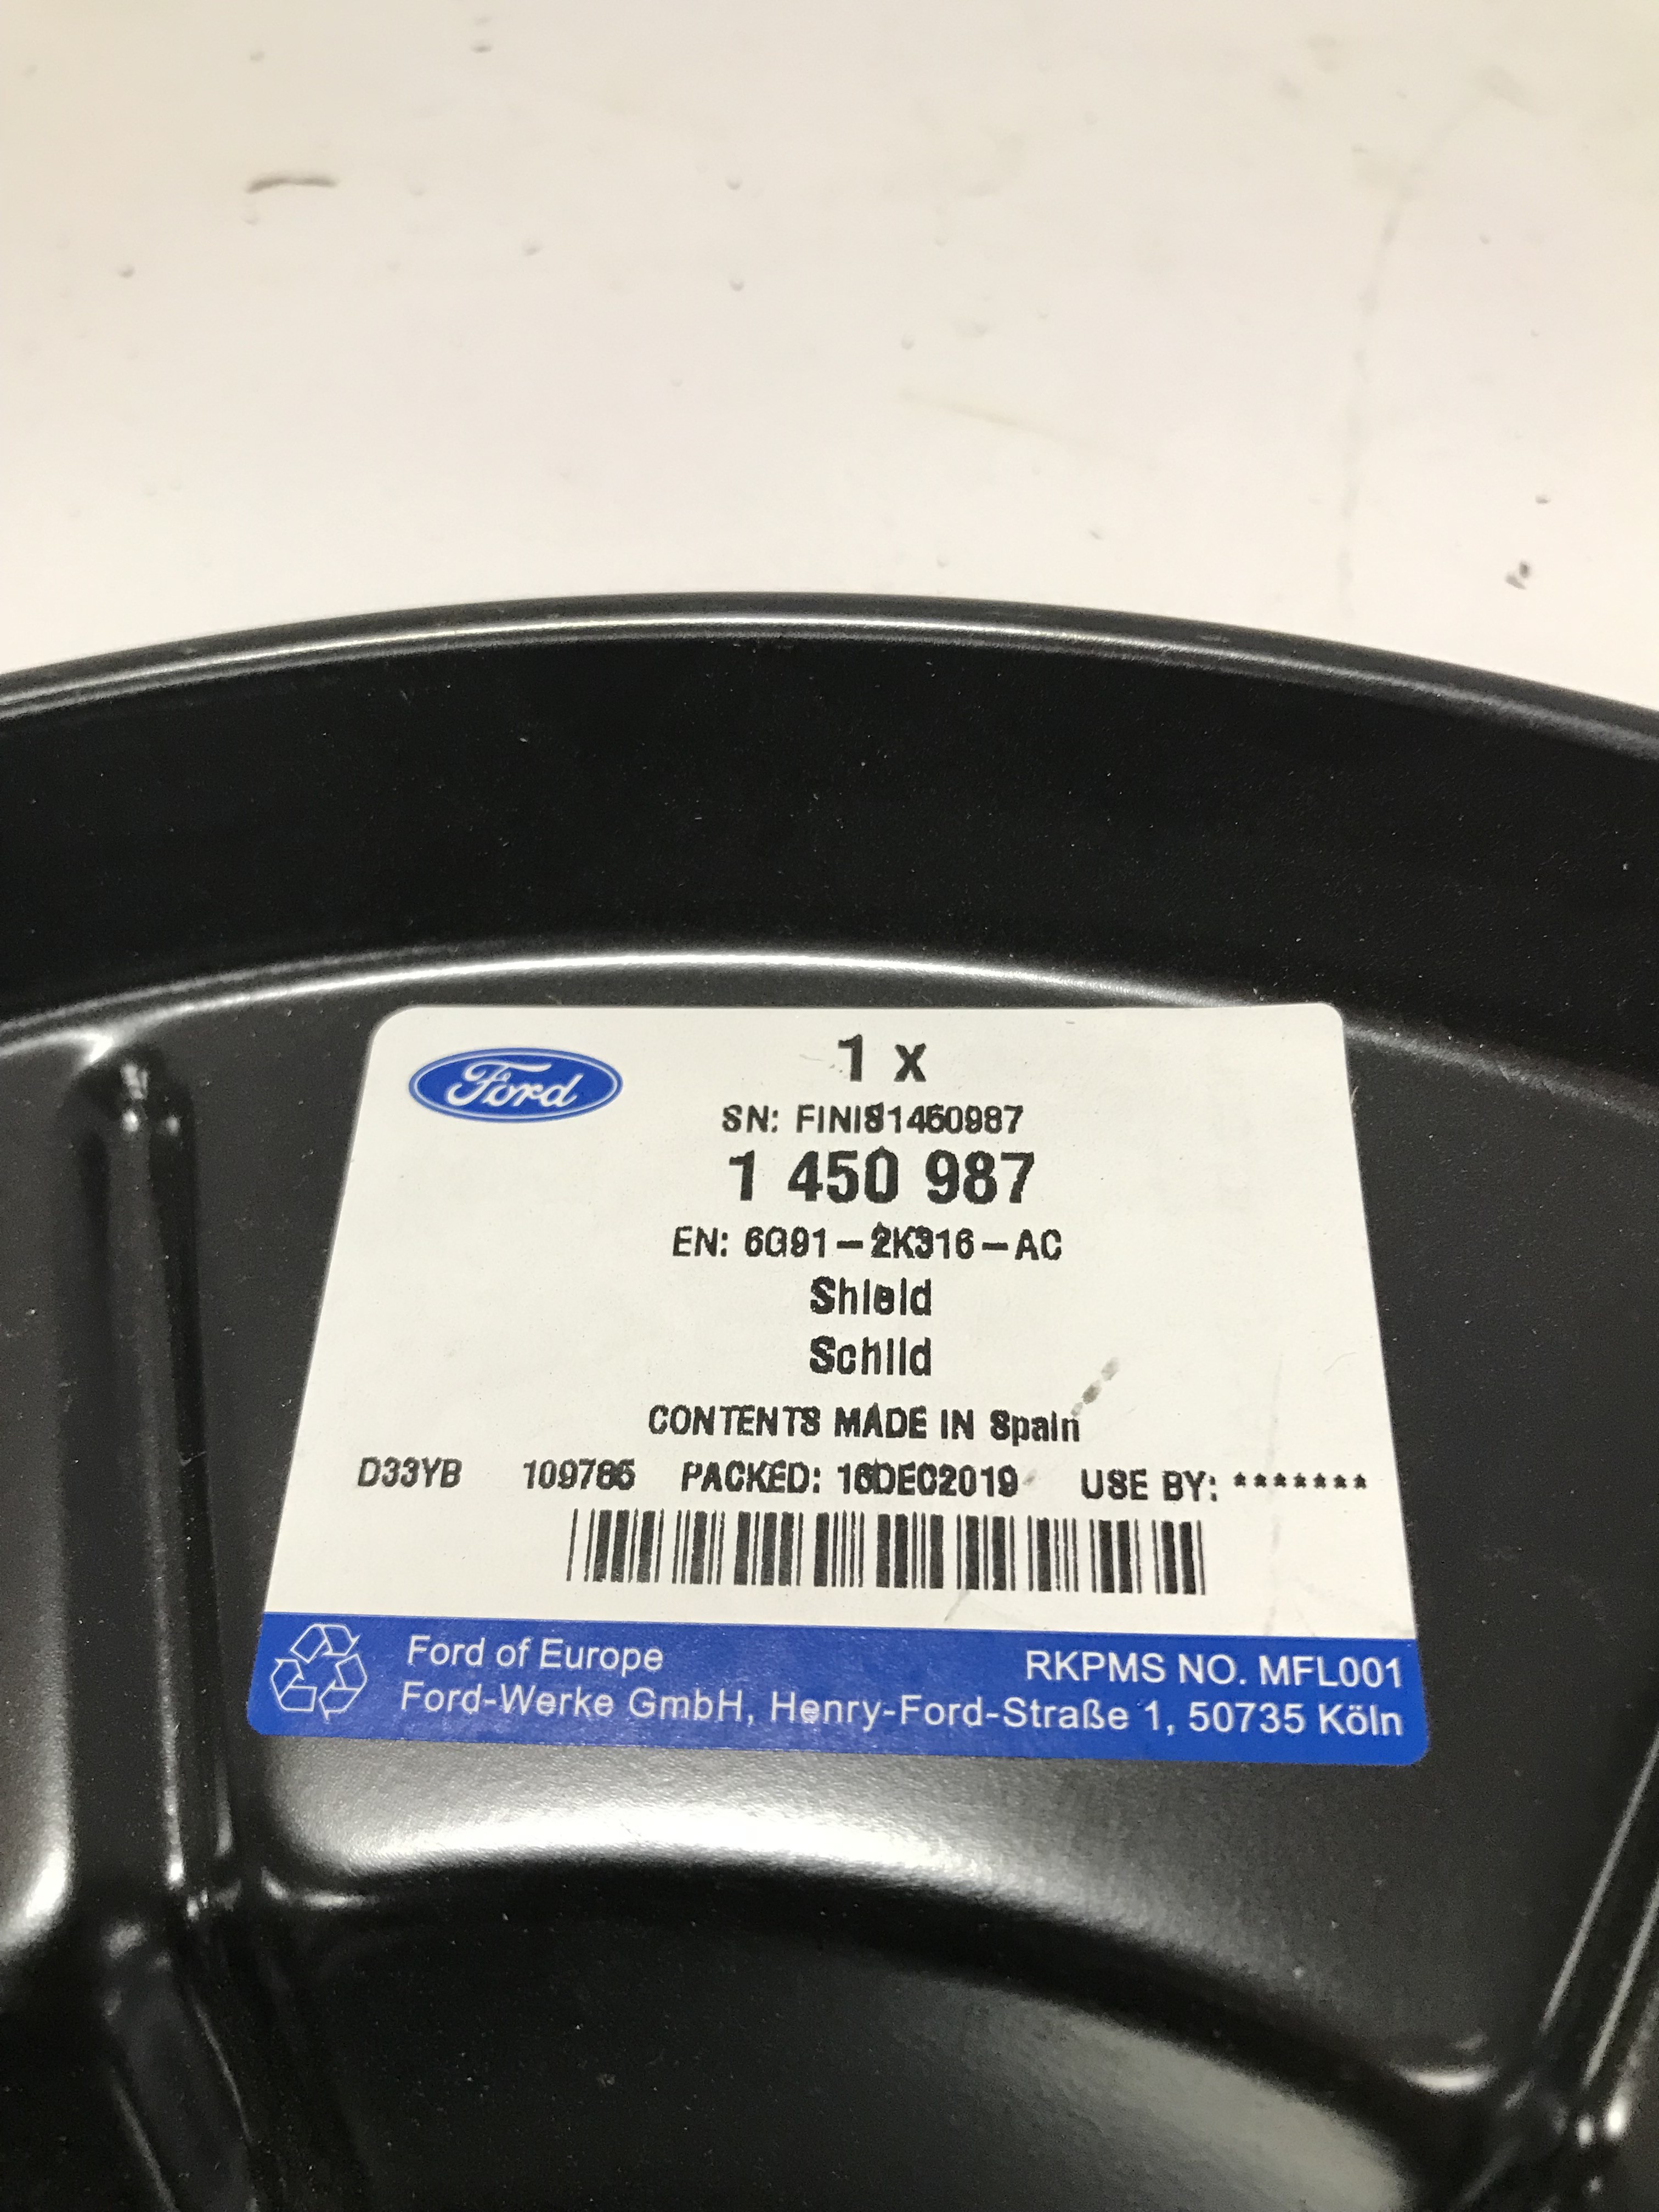 Ford
1 x
SN: FINIS1450987
1 450 987
EN: 6G91-2K316-AC
Shield
Schild
CONTENTS MADE IN Spain
D33YB 109785 PACKED: 16DEC2019 USE BY: *******
Ford of Europe
RKPMS NO. MFL001
Ford-Werke GmbH, Henry-Ford-Straße 1, 50735 Köln